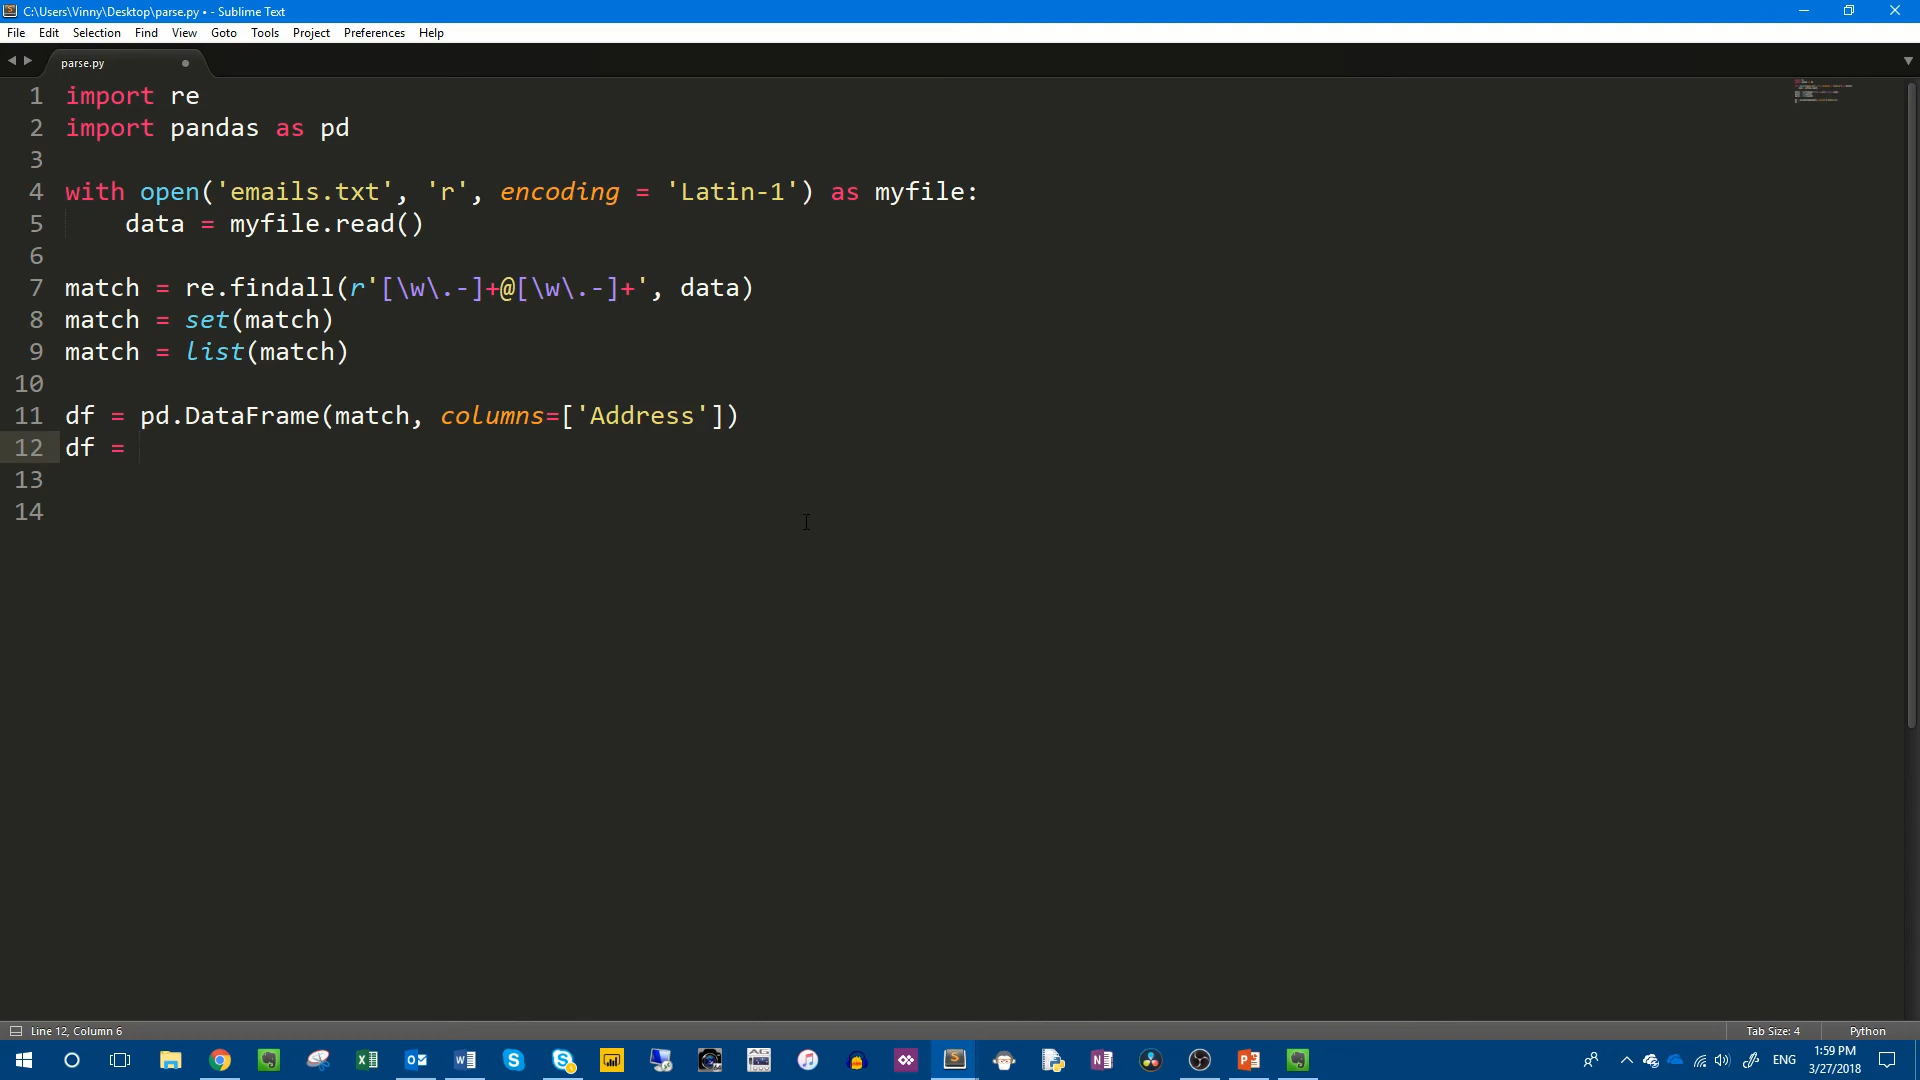 C:\Users\Vinny\Desktop\parse.py • - Sublime Text
File Edit Selection Find View Goto Tools Project Preferences Help
parse.py
1 import re
2 import pandas as pd
3
4 with open('emails.txt', 'r', encoding = 'Latin-1') as myfile:
5 data = myfile.read()
6
7 match = re.findall(r'[\w\.-]+@[\w\.-]+', data)
8 match = set(match)
9 match = list(match)
10
11 df = pd.DataFrame(match, columns=['Address'])
12 df =
13
14
Line 12, Column 6 Tab Size: 4 Python
ENG 1:59 PM
3/27/2018